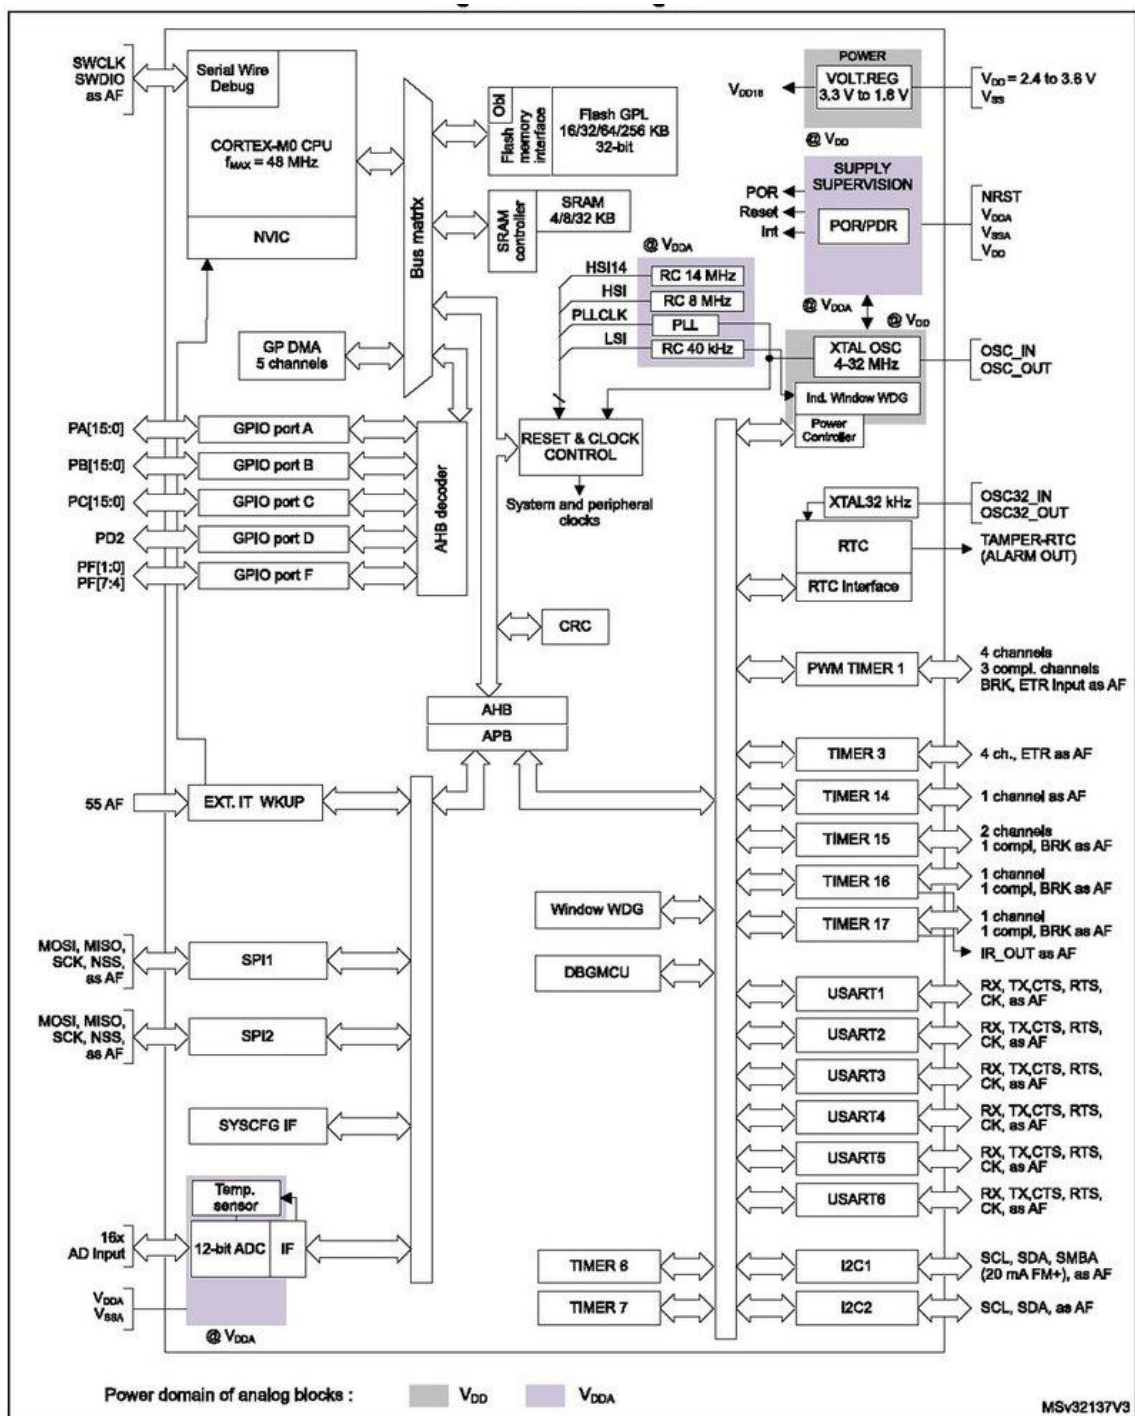 SWCLK
SWDIO
as AF
Serial Wire
Debug
CORTEX-M0 CPU
fMAX = 48 MHz
NVIC
Bus matrix
Obl
Flash
memory
interface
Flash GPL
16/32/64/256 KB
32-bit
SRAM
controller
SRAM
4/8/32 KB
POWER
VOLT.REG
3.3 V to 1.8 V
VDD18
VDD = 2.4 to 3.6 V
VSS
@ VDD
SUPPLY
SUPERVISION
POR
Reset
Int
POR/PDR
NRST
VDDA
VSSA
VDD
@ VDDA
HSI14
RC 14 MHz
HSI
RC 8 MHz
PLLCLK
PLL
LSI
RC 40 kHz
@ VDDA
@ VDD
XTAL OSC
4-32 MHz
OSC_IN
OSC_OUT
Ind. Window WDG
Power
Controller
GP DMA
5 channels
RESET & CLOCK
CONTROL
System and peripheral
clocks
PA[15:0]
GPIO port A
PB[15:0]
GPIO port B
PC[15:0]
GPIO port C
PD2
GPIO port D
PF[1:0]
PF[7:4]
GPIO port F
AHB decoder
XTAL32 kHz
OSC32_IN
OSC32_OUT
RTC
TAMPER-RTC
(ALARM OUT)
RTC Interface
CRC
AHB
APB
PWM TIMER 1
4 channels
3 compl. channels
BRK, ETR input as AF
TIMER 3
4 ch., ETR as AF
55 AF
EXT. IT WKUP
TIMER 14
1 channel as AF
TIMER 15
2 channels
1 compl, BRK as AF
TIMER 16
1 channel
1 compl, BRK as AF
Window WDG
TIMER 17
1 channel
1 compl, BRK as AF
IR_OUT as AF
MOSI, MISO,
SCK, NSS,
as AF
SPI1
DBGMCU
USART1
RX, TX,CTS, RTS,
CK, as AF
MOSI, MISO,
SCK, NSS,
as AF
SPI2
USART2
RX, TX,CTS, RTS,
CK, as AF
USART3
RX, TX,CTS, RTS,
CK, as AF
SYSCFG IF
USART4
RX, TX,CTS, RTS,
CK, as AF
USART5
RX, TX,CTS, RTS,
CK, as AF
USART6
RX, TX,CTS, RTS,
CK, as AF
Temp.
sensor
16x
AD input
12-bit ADC
IF
TIMER 6
I2C1
SCL, SDA, SMBA
(20 mA FM+), as AF
VDDA
VSSA
TIMER 7
I2C2
SCL, SDA, as AF
@ VDDA
Power domain of analog blocks :
VDD
VDDA
MSv32137V3